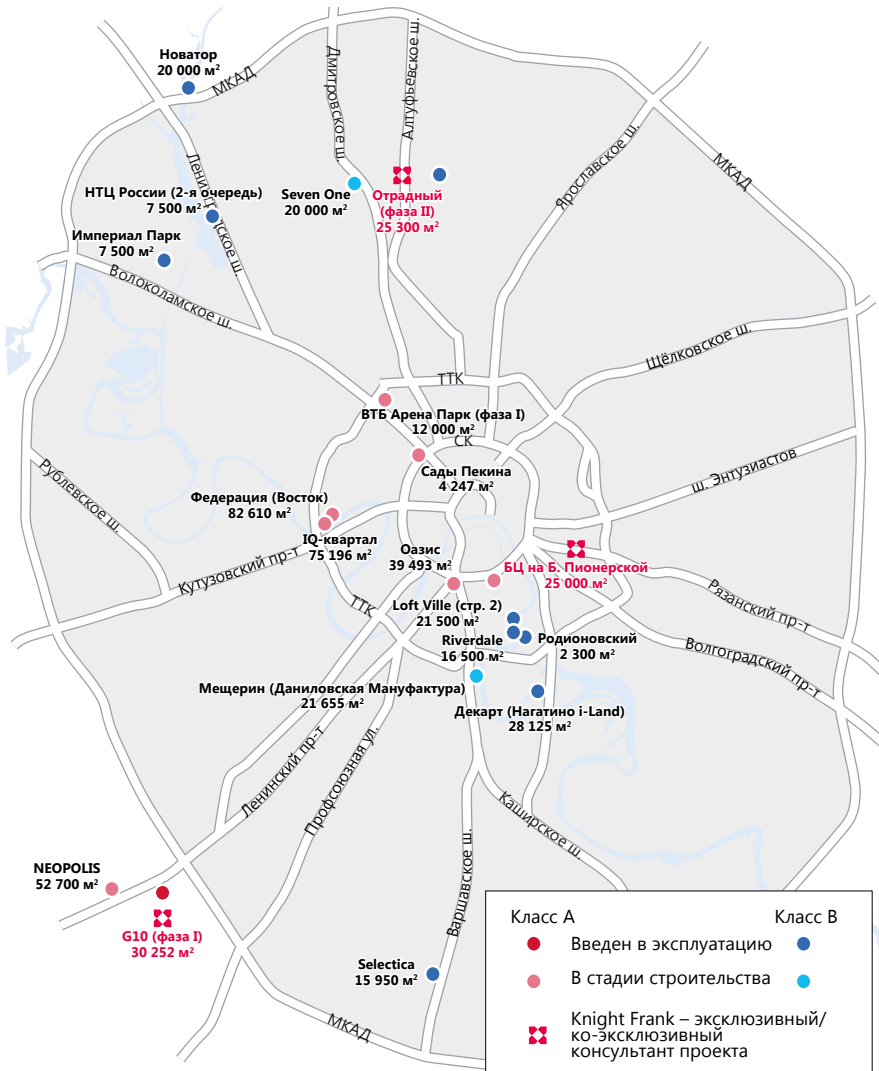 Новатор
20 000 м²
МКАД
Дмитровское ш.
Алтуфьевское ш.
Ярославское ш.
МКАД
Ленинградское ш.
НТЦ России (2-я очередь)
7 500 м²
Seven One
20 000 м²
Отрадный
(фаза II)
25 300 м²
Империал Парк
7 500 м²
Волоколамское ш.
Щёлковское ш.
ТТК
ВТБ Арена Парк (фаза I)
12 000 м²
СК
Сады Пекина
4 247 м²
ш. Энтузиастов
Рублевское ш.
Федерация (Восток)
82 610 м²
IQ-квартал
75 196 м²
Оазис
39 493 м²
БЦ на Б. Пионерской
25 000 м²
Кутузовский пр-т
ТТК
Рязанский пр-т
Loft Ville (стр. 2)
21 500 м²
Riverdale
16 500 м²
Родионовский
2 300 м²
Волгоградский пр-т
Мещерин (Даниловская Мануфактура)
21 655 м²
Декарт (Нагатино i-Land)
28 125 м²
Ленинский пр-т
Профсоюзная ул.
Каширское ш.
Варшавское ш.
NEOPOLIS
52 700 м²
G10 (фаза I)
30 252 м²
Selectica
15 950 м²
МКАД
Класс А
Класс В
Введен в эксплуатацию
В стадии строительства
Knight Frank – эксклюзивный/
ко-эксклюзивный
консультант проекта